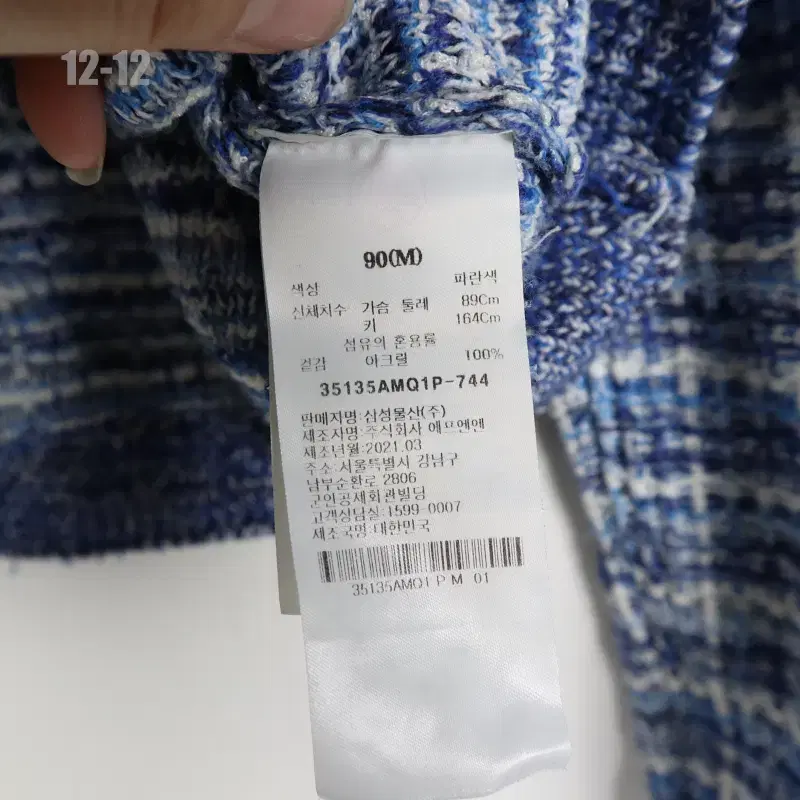 12-12
90(M)
색상 파란색
신체치수 가슴 둘레 89Cm
키 164Cm
섬유의 혼용률
겉감 아크릴 100%
35135AMQ1P-744
판매자명:삼성물산(주)
제조자명:주식회사 에프엔엔
제조년월:2021.03
주소:서울특별시 강남구
남부순환로 2806
군인공제회관빌딩
고객상담실:1599-0007
제조국명:대한민국
35135AMQ1 P M 01